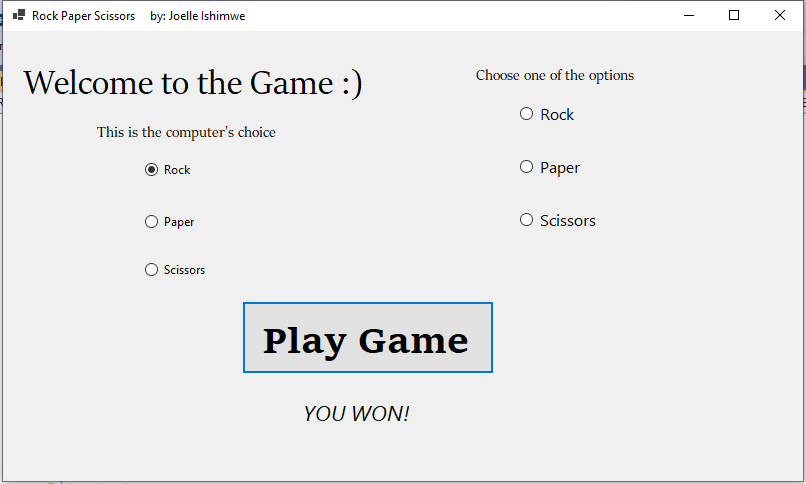 Rock Paper Scissors by: Joelle Ishimwe
Welcome to the Game :)
This is the computer's choice
Rock
Paper
Scissors
Choose one of the options
Rock
Paper
Scissors
Play Game
YOU WON!